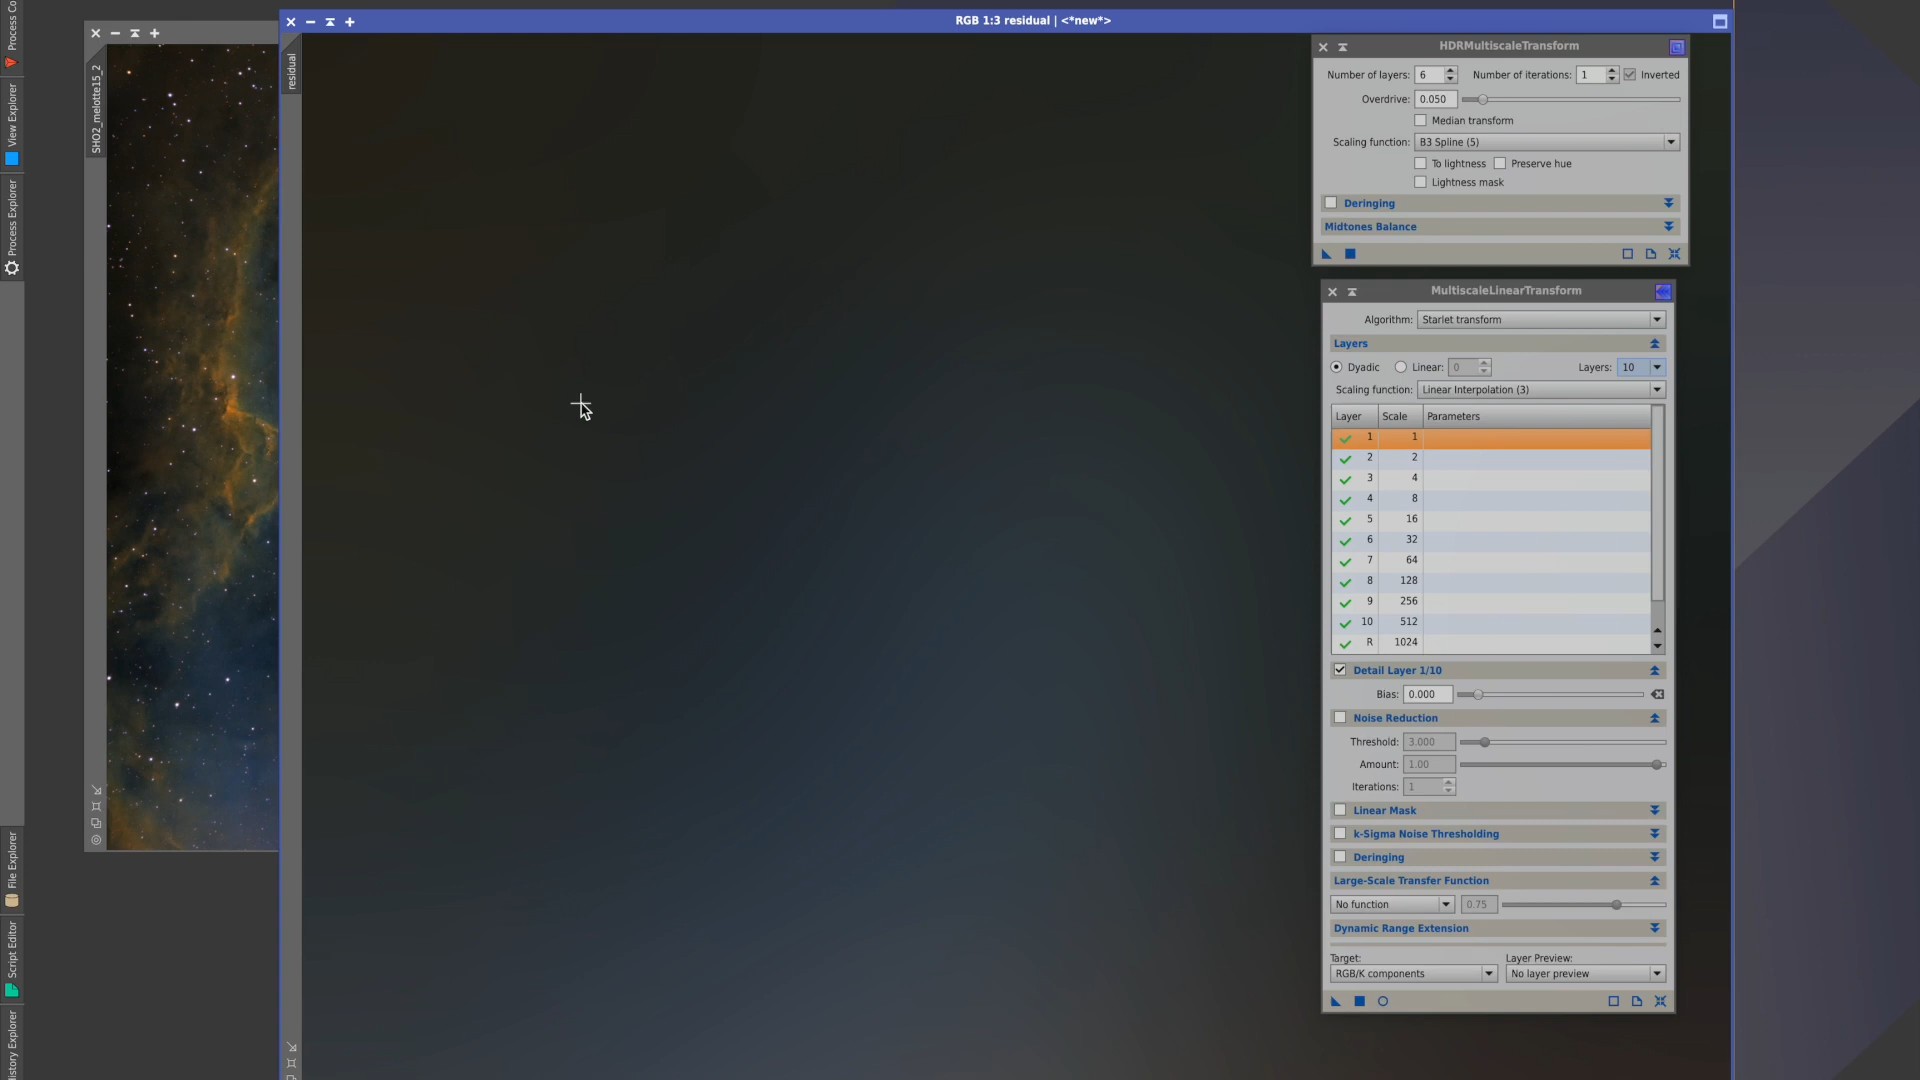 RGB 1:3 residual | <*new*>
Process Co
View Explorer
Process Explorer
File Explorer
Script Editor
History Explorer
SHO2_melotte15_2
residual
HDRMultiscaleTransform
Number of layers: 6 Number of iterations: 1 Inverted
Overdrive: 0.050
Median transform
Scaling function: B3 Spline (5)
To lightness Preserve hue
Lightness mask
Deringing
Midtones Balance
MultiscaleLinearTransform
Algorithm: Starlet transform
Layers
Dyadic Linear: 0 Layers: 10
Scaling function: Linear Interpolation (3)
Layer Scale Parameters
1 1
2 2
3 4
4 8
5 16
6 32
7 64
8 128
9 256
10 512
R 1024
Detail Layer 1/10
Bias: 0.000
Noise Reduction
Threshold: 3.000
Amount: 1.00
Iterations: 1
Linear Mask
k-Sigma Noise Thresholding
Deringing
Large-Scale Transfer Function
No function 0.75
Dynamic Range Extension
Target: Layer Preview:
RGB/K components No layer preview